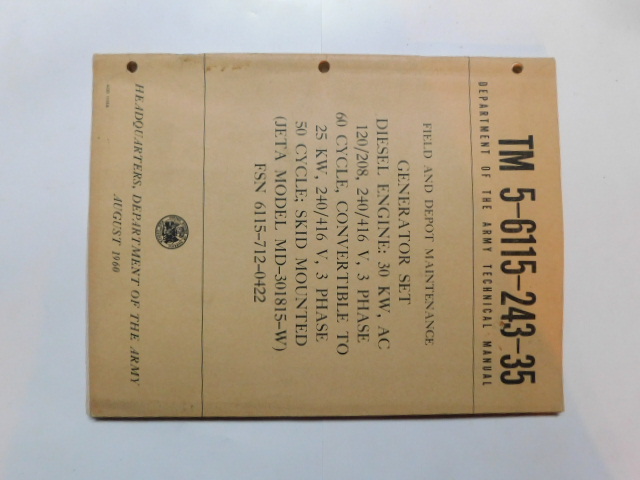 TM 5-6115-243-35
DEPARTMENT OF THE ARMY TECHNICAL MANUAL
FIELD AND DEPOT MAINTENANCE
GENERATOR SET
DIESEL ENGINE: 30 KW, AC
120/208, 240/416 V, 3 PHASE
60 CYCLE, CONVERTIBLE TO
25 KW, 240/416 V, 3 PHASE
50 CYCLE; SKID MOUNTED
(JETA MODEL MD-301815-W)
FSN 6115-712-0422
HEADQUARTERS, DEPARTMENT OF THE ARMY
AUGUST 1960